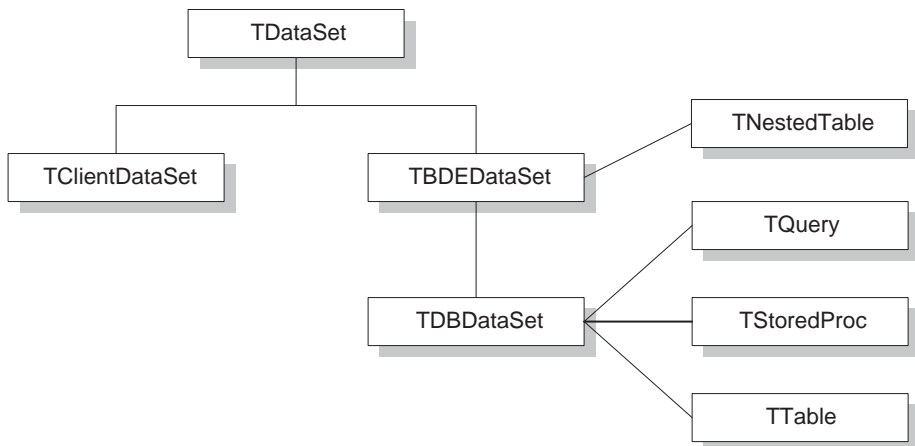 TDataSet
TNestedTable
TClientDataSet
TBDEDataSet
TQuery
TDBDataSet
TStoredProc
TTable